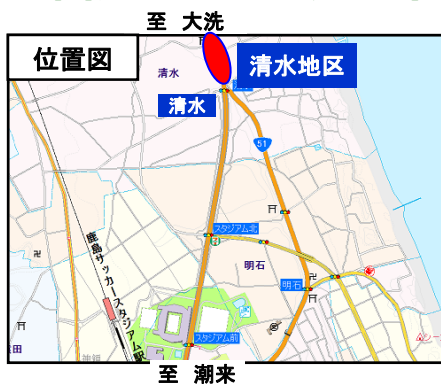 至 大洗
位置図
清水
清水地区
清水
51
スタジアム北
鹿島サッカースタジアム駅
明石
明石
スタジアム前
至 潮来